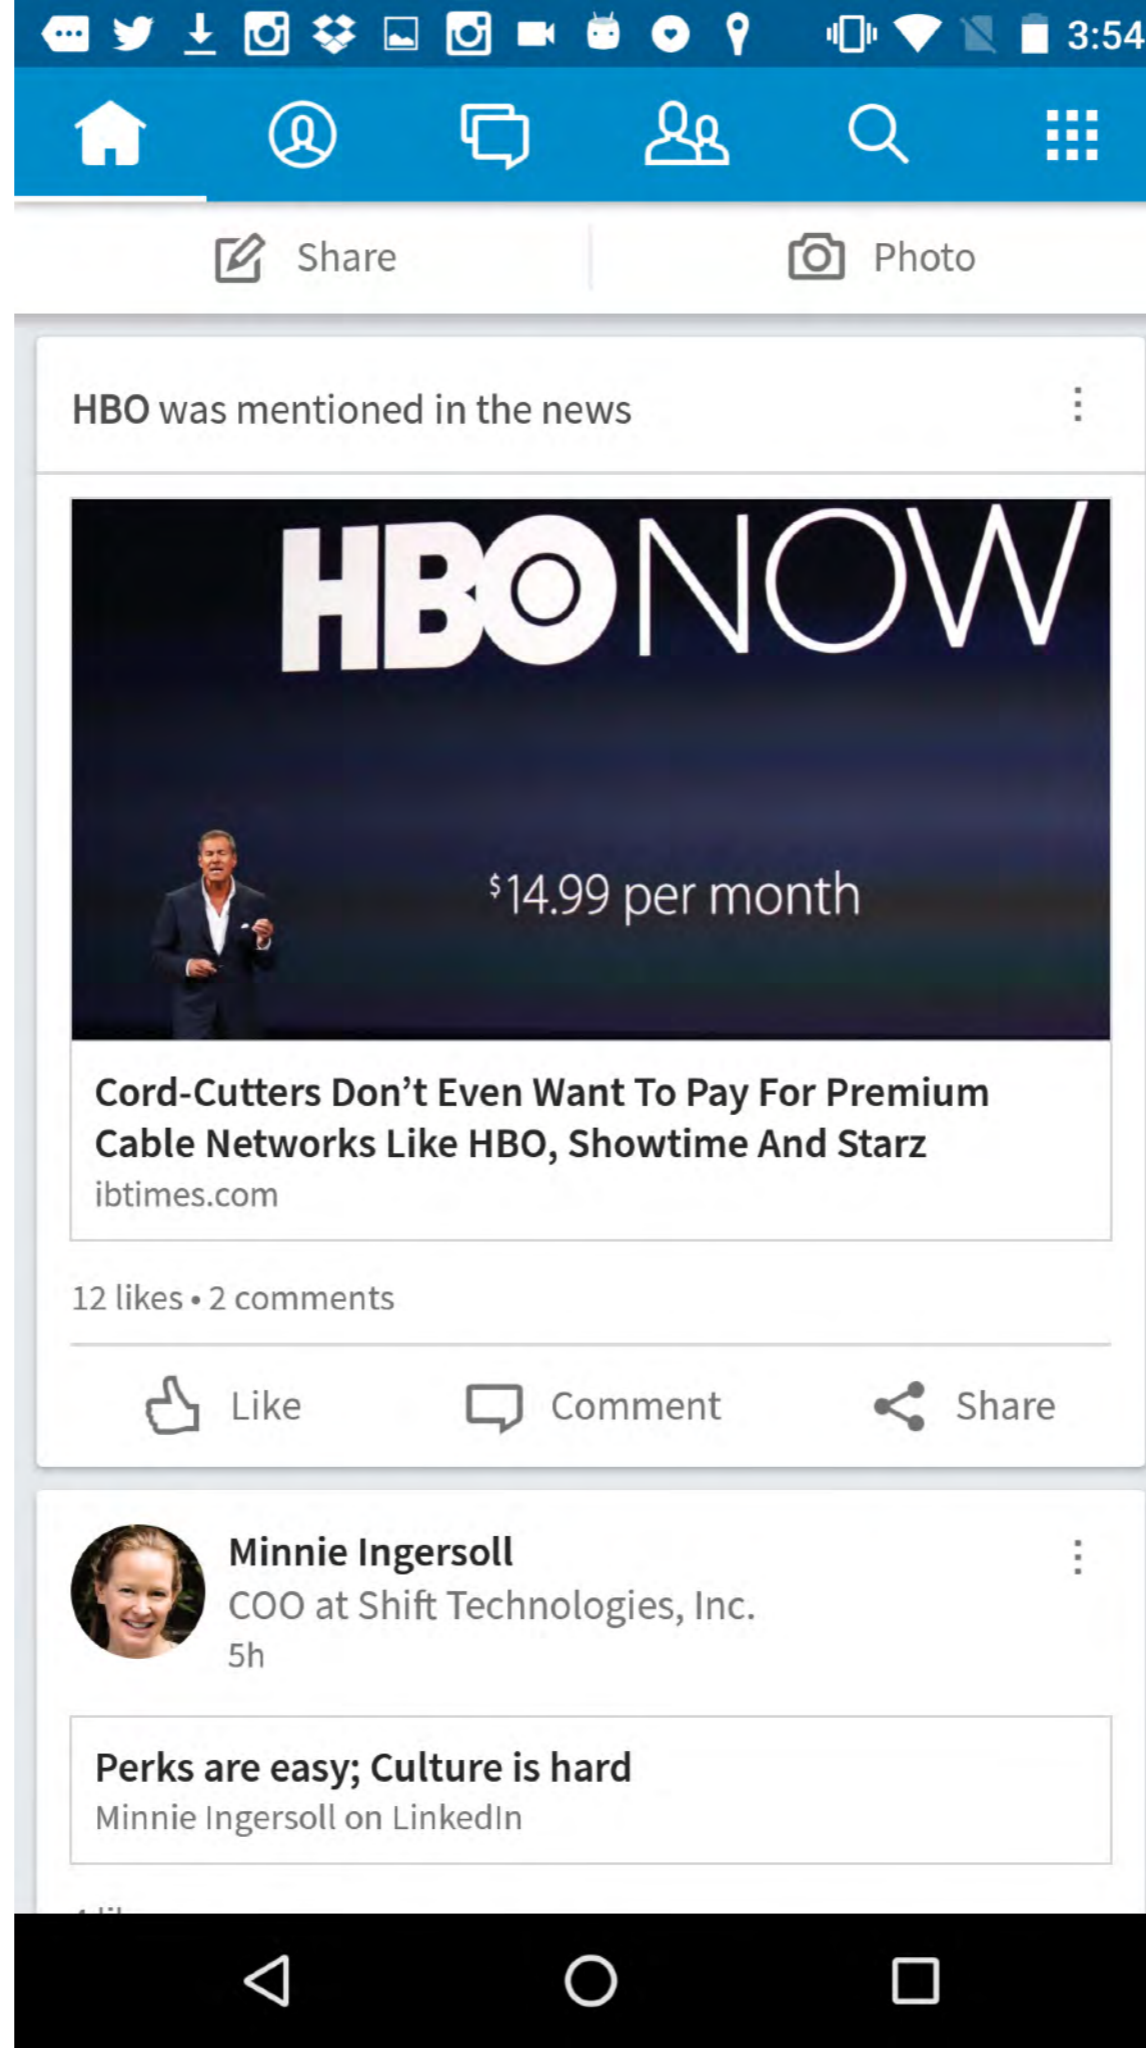 3:54
Share
Photo
HBO was mentioned in the news
HBO NOW
$14.99 per month
Cord-Cutters Don’t Even Want To Pay For Premium
Cable Networks Like HBO, Showtime And Starz
ibtimes.com
12 likes • 2 comments
Like
Comment
Share
Minnie Ingersoll
COO at Shift Technologies, Inc.
5h
Perks are easy; Culture is hard
Minnie Ingersoll on LinkedIn